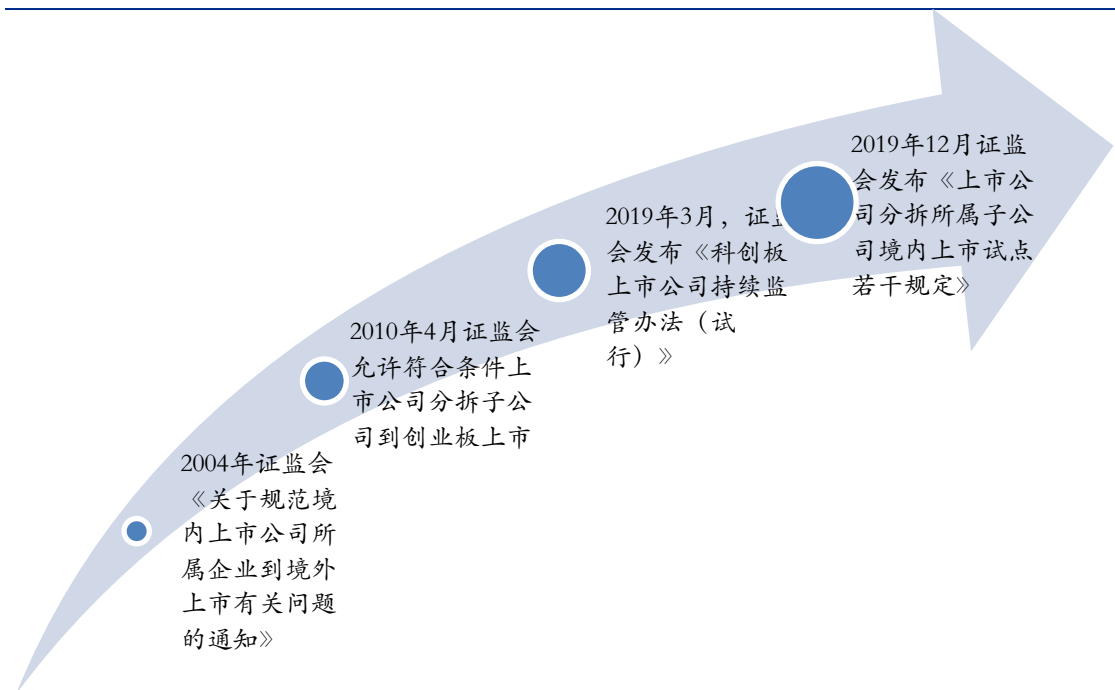 2004年证监会
《关于规范境
内上市公司所
属企业到境外
上市有关问题
的通知》
2010年4月证监会
允许符合条件上
市公司分拆子公
司到创业板上市
2019年3月，证监
会发布《科创板
上市公司持续监
管办法（试
行）》
2019年12月证监
会发布《上市公
司分拆所属子公
司境内上市试点
若干规定》